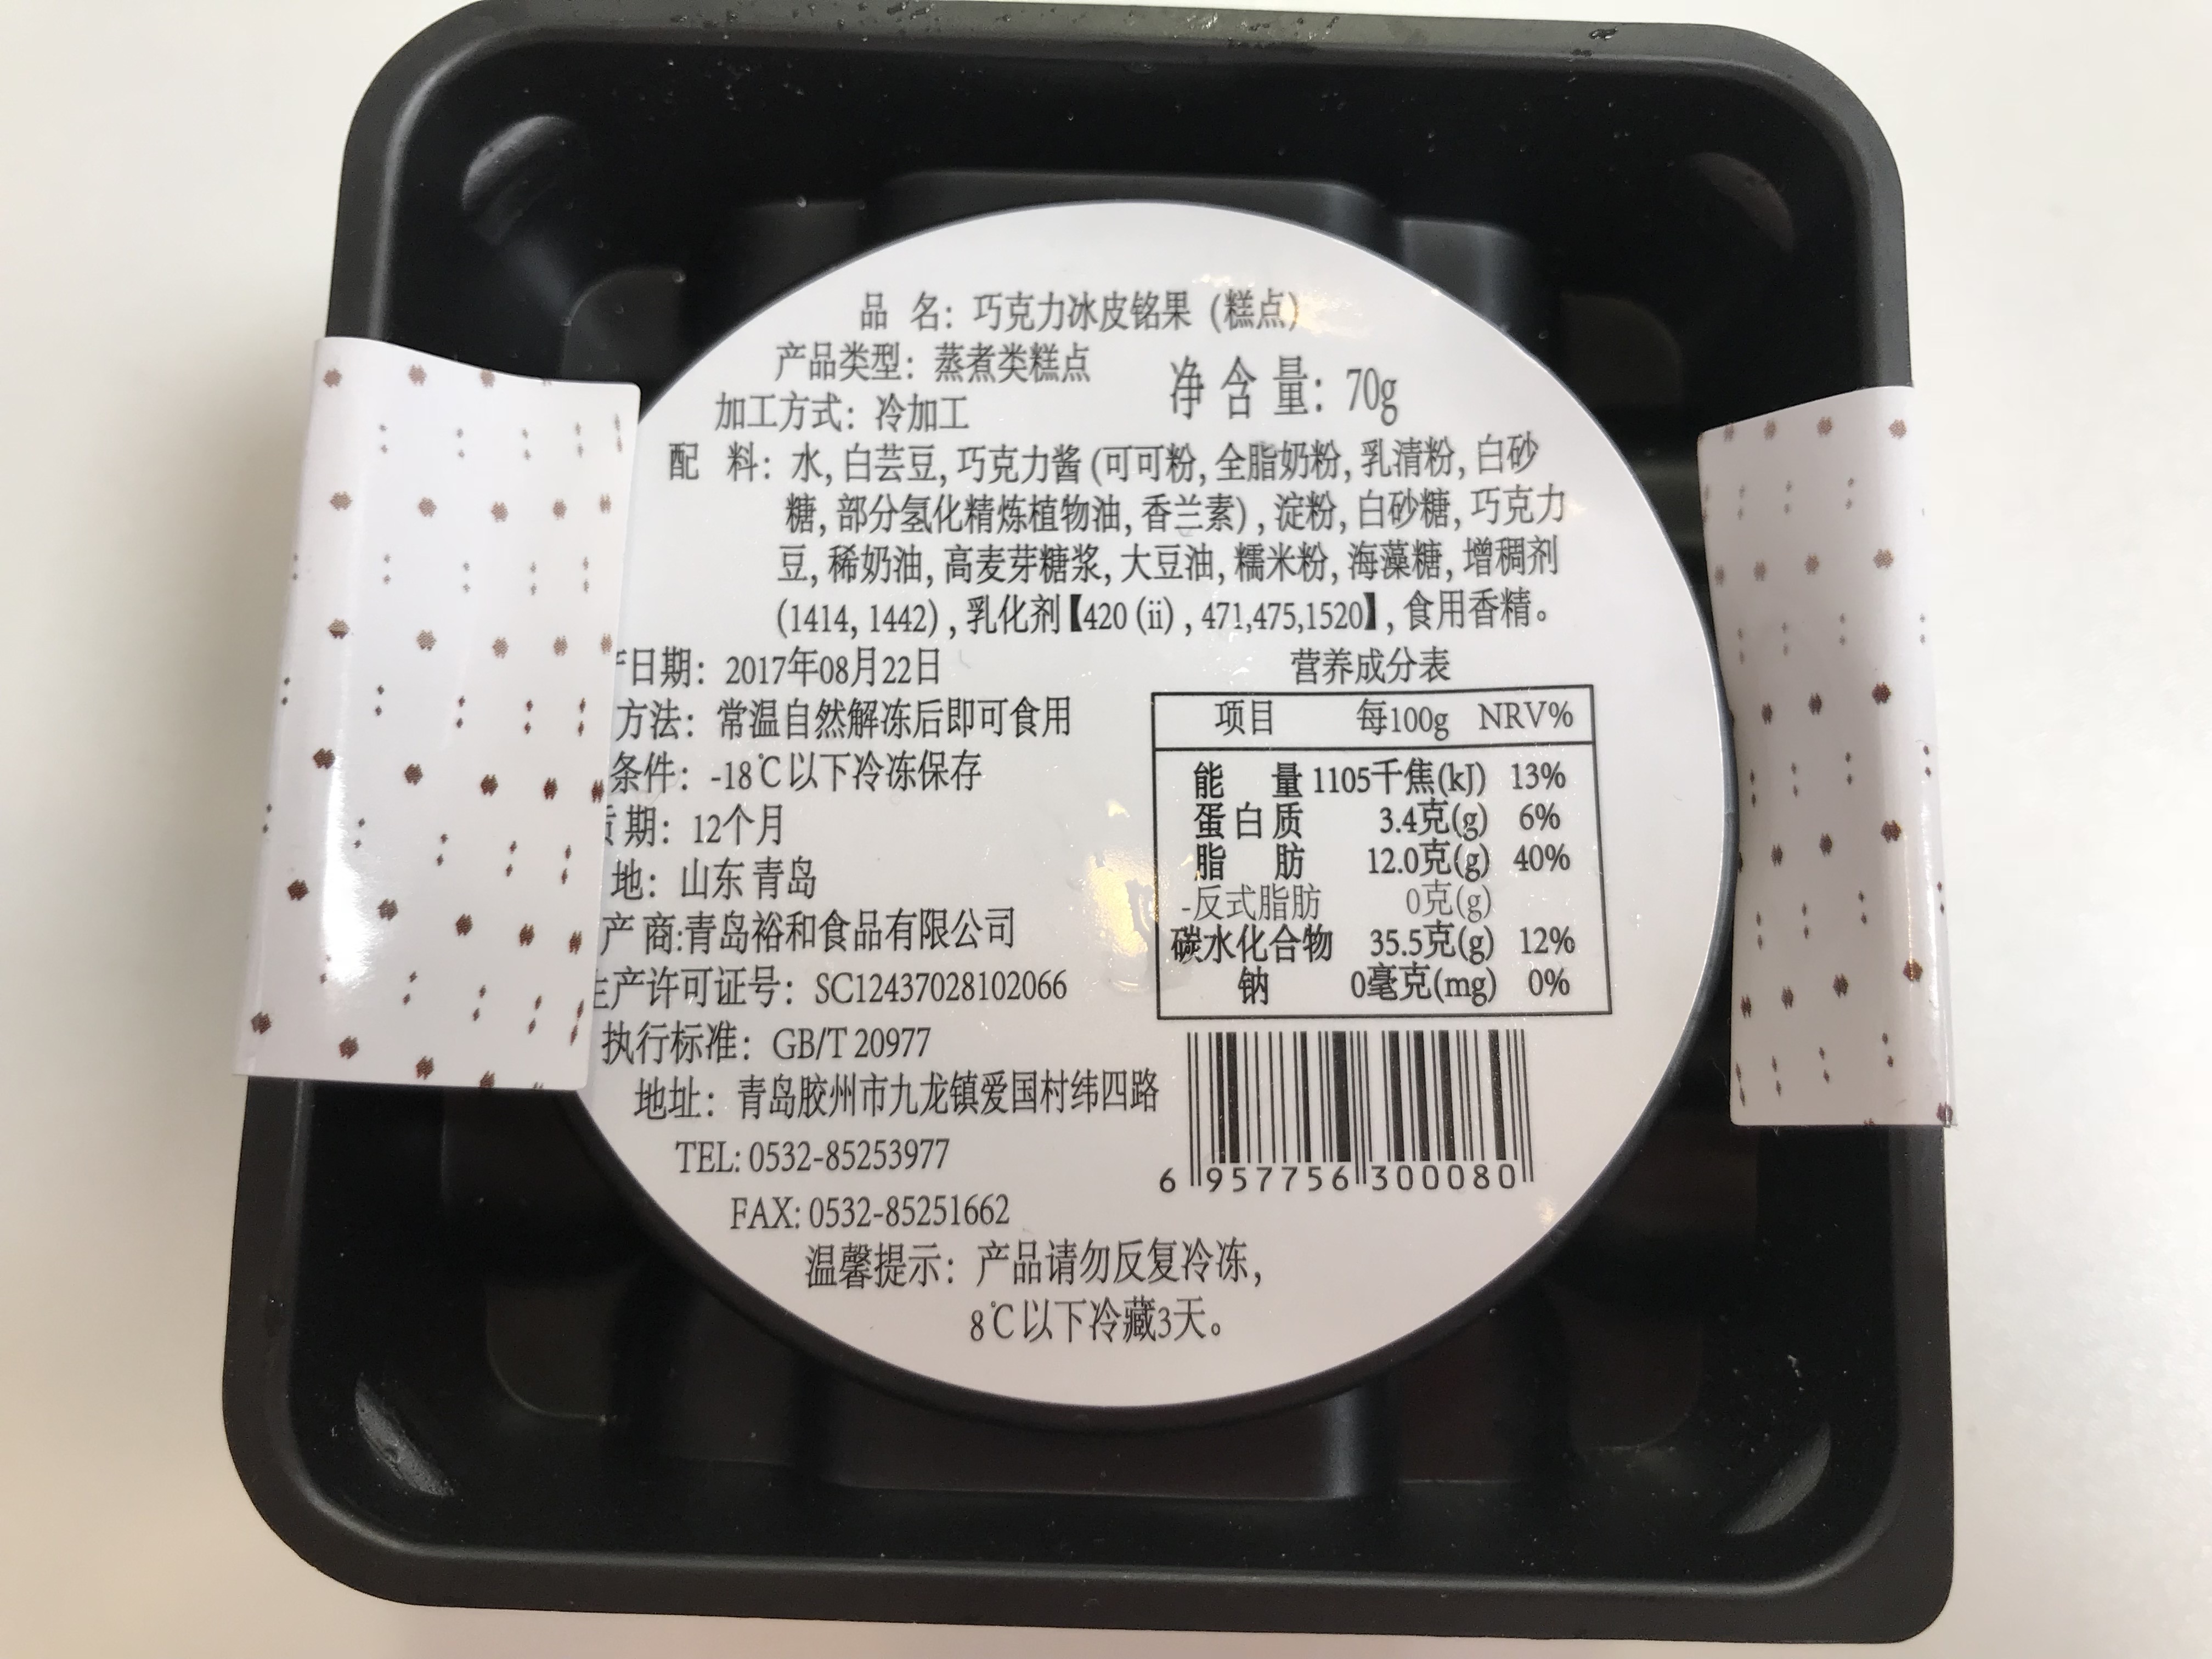 品 名：巧克力冰皮铭果（糕点）
产品类型：蒸煮类糕点
净 含 量：70g
加工方式：冷加工
配 料：水, 白芸豆, 巧克力酱 (可可粉, 全脂奶粉, 乳清粉, 白砂
糖, 部分氢化精炼植物油, 香兰素) , 淀粉, 白砂糖, 巧克力
豆, 稀奶油, 高麦芽糖浆, 大豆油, 糯米粉, 海藻糖, 增稠剂
(1414, 1442) , 乳化剂【420 (ii) , 471,475,1520】, 食用香精。
日期：2017年08月22日
方法：常温自然解冻后即可食用
条件：-18℃以下冷冻保存
期：12个月
地：山东 青岛
产 商:青岛裕和食品有限公司
生产许可证号：SC12437028102066
执行标准：GB/T 20977
地址：青岛胶州市九龙镇爱国村纬四路
TEL: 0532-85253977
FAX: 0532-85251662
温馨提示：产品请勿反复冷冻,
8℃以下冷藏3天。
营养成分表
项目 每100g NRV%
能 量 1105千焦(kJ) 13%
蛋白质 3.4克(g) 6%
脂 肪 12.0克(g) 40%
-反式脂肪 0克(g)
碳水化合物 35.5克(g) 12%
钠 0毫克(mg) 0%
6 957756 300080